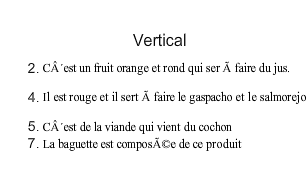 Vertical
2. CÂ´est un fruit orange et rond qui ser Ã faire du jus.
4. Il est rouge et il sert Ã faire le gaspacho et le salmorejo
5. CÂ´est de la viande qui vient du cochon
7. La baguette est composÃ©e de ce produit